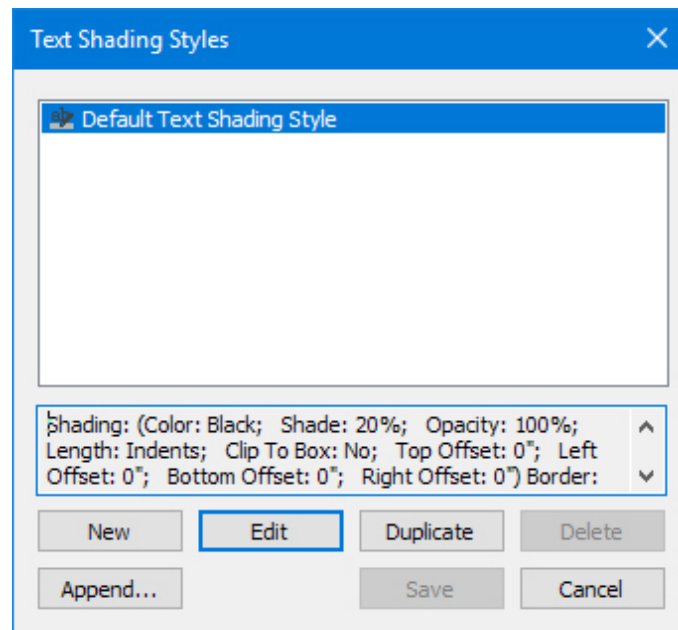 Text Shading Styles
Default Text Shading Style
Shading: (Color: Black; Shade: 20%; Opacity: 100%;
Length: Indents; Clip To Box: No; Top Offset: 0"; Left
Offset: 0"; Bottom Offset: 0"; Right Offset: 0") Border:
New Edit Duplicate Delete
Append... Save Cancel